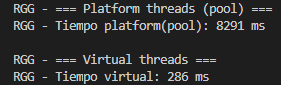 RGG - === Platform threads (pool) ===
RGG - Tiempo platform(pool): 8291 ms
RGG - === Virtual threads ===
RGG - Tiempo virtual: 286 ms